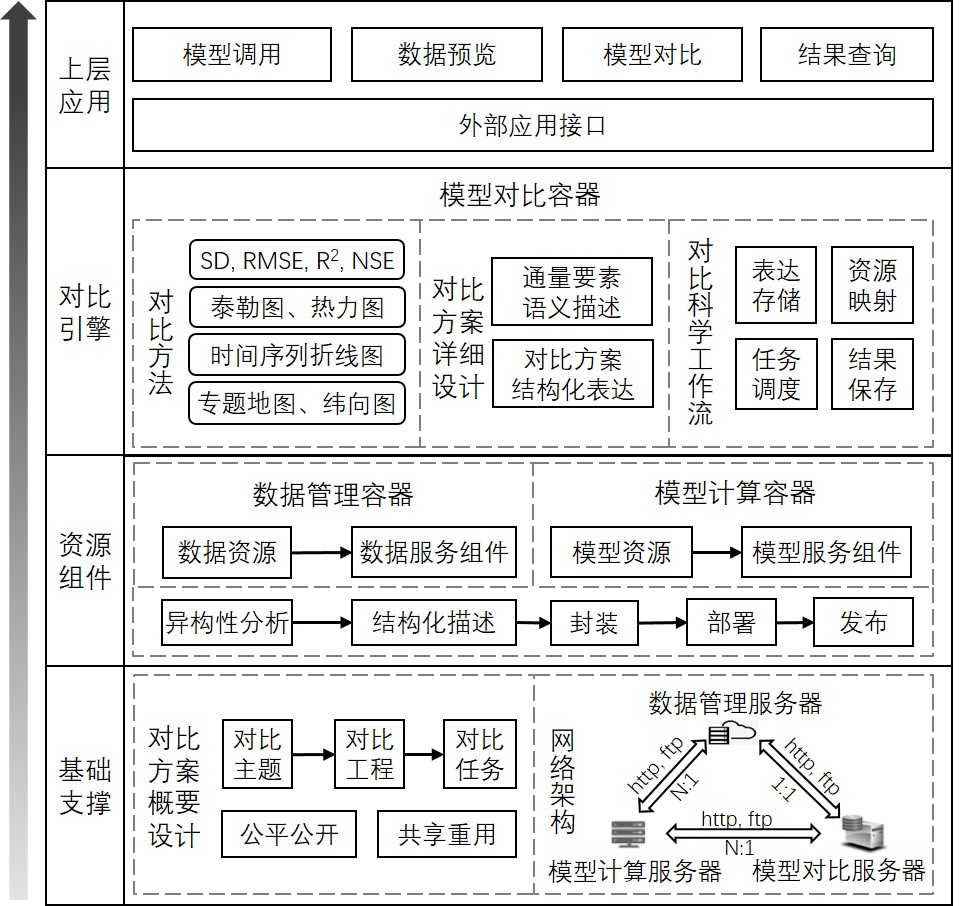 上层
应用
模型调用
数据预览
模型对比
结果查询
外部应用接口
对比
引擎
模型对比容器
对比方法
SD, RMSE, R², NSE
泰勒图、热力图
时间序列折线图
专题地图、纬向图
对比
方案
详细
设计
通量要素
语义描述
对比方案
结构化表达
对比科学工作流
表达
存储
资源
映射
任务
调度
结果
保存
资源
组件
数据管理容器
数据资源
数据服务组件
模型计算容器
模型资源
模型服务组件
异构性分析
结构化描述
封装
部署
发布
基础
支撑
对比
方案
概要
设计
对比
主题
对比
工程
对比
任务
公平公开
共享重用
网络架构
数据管理服务器
http, ftp
N:1
http, ftp
1:1
http, ftp
N:1
模型计算服务器
模型对比服务器